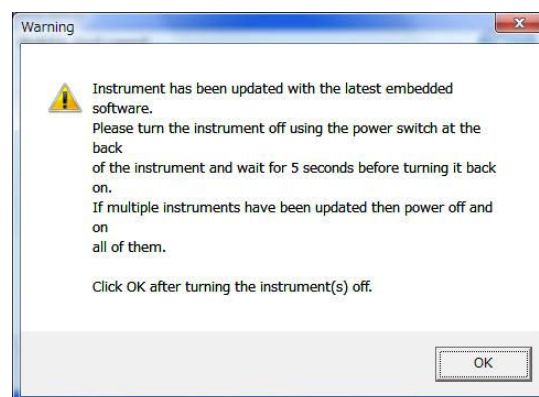 Warning
Instrument has been updated with the latest embedded
software.
Please turn the instrument off using the power switch at the
back
of the instrument and wait for 5 seconds before turning it back
on.
If multiple instruments have been updated then power off and
on
all of them.
Click OK after turning the instrument(s) off.
OK